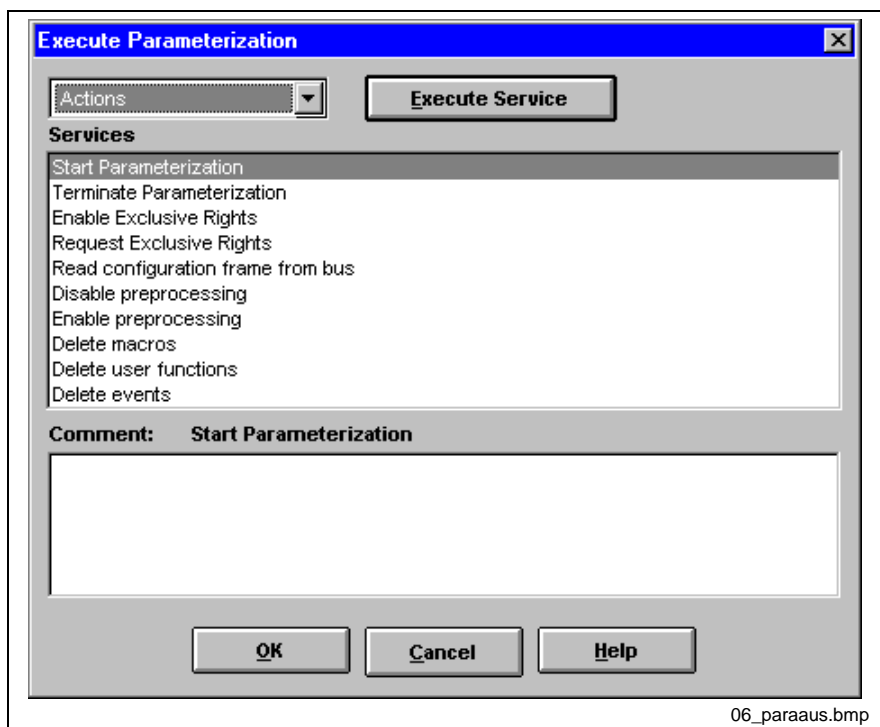 Execute Parameterization
Actions
Execute Service
Services
Start Parameterization
Terminate Parameterization
Enable Exclusive Rights
Request Exclusive Rights
Read configuration frame from bus
Disable preprocessing
Enable preprocessing
Delete macros
Delete user functions
Delete events
Comment: Start Parameterization
OK Cancel Help
06_paraaus.bmp